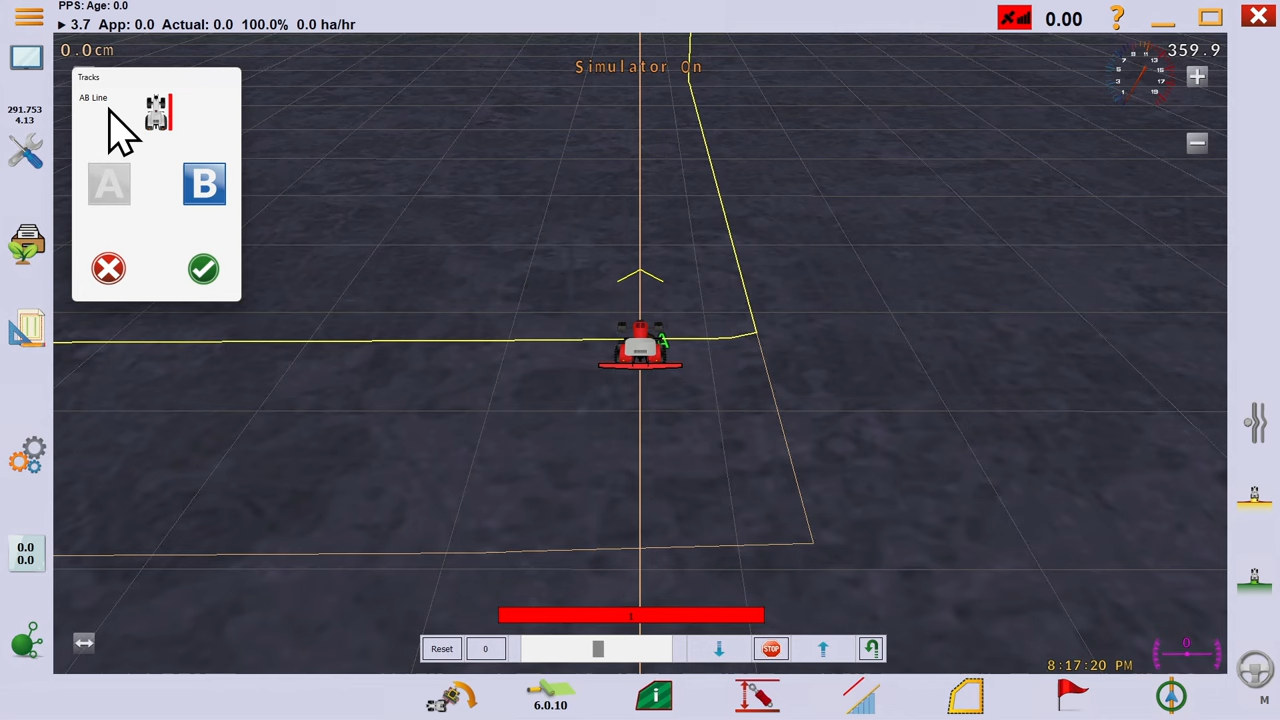 PPS: Age: 0.0
▸ 3.7 App: 0.0 Actual: 0.0 100.0% 0.0 ha/hr
0.00
?
0.0cm
Simulator On
359.9
Tracks
AB Line
291.753
4.13
A
B
A
0.0
0.0
Reset
0
STOP
0
8:17:20 PM
6.0.10
i
M